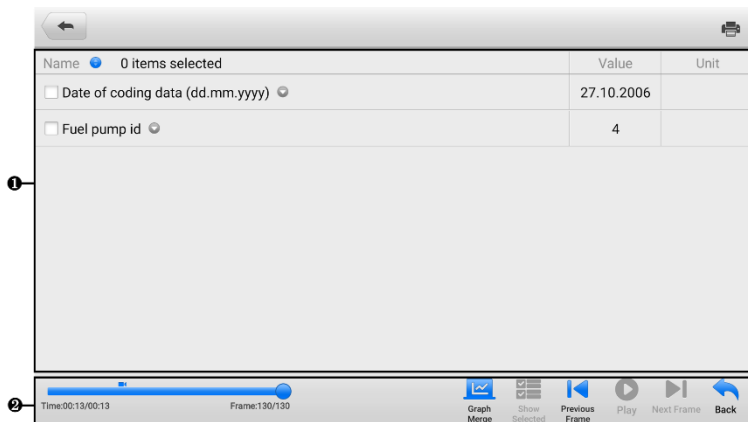 Name 0 items selected Value Unit
Date of coding data (dd.mm.yyyy) 27.10.2006
Fuel pump id 4
❶
❷
Time:00:13/00:13 Frame:130/130
Graph Merge
Show Selected
Previous Frame
Play
Next Frame
Back